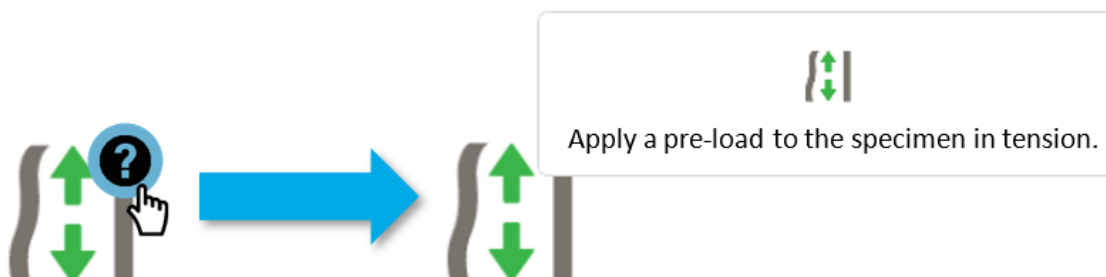 ?
Apply a pre-load to the specimen in tension.